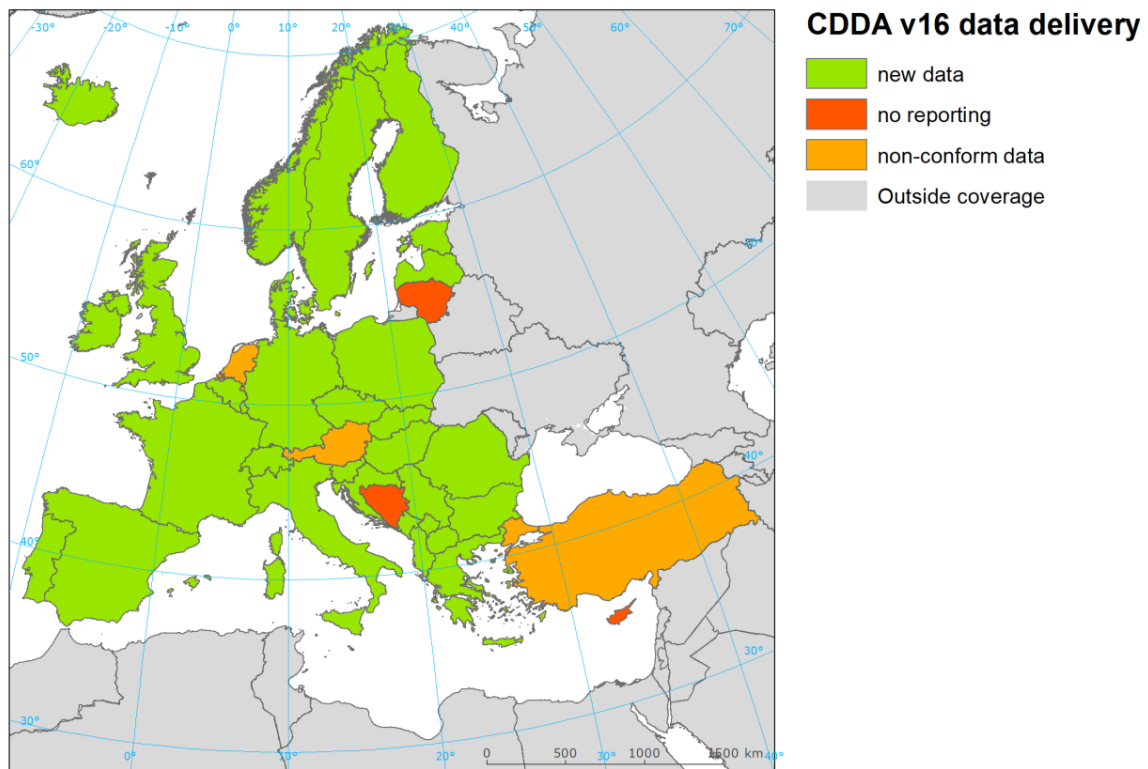 CDDA v16 data delivery
new data
no reporting
non-conform data
Outside coverage
-30° -20° -10° 0° 10° 20° 30° 40° 50° 60° 70°
60°
50°
50°
40°
40°
30°
30°
0° 10° 20° 30° 40°
0 500 1000 1500 km